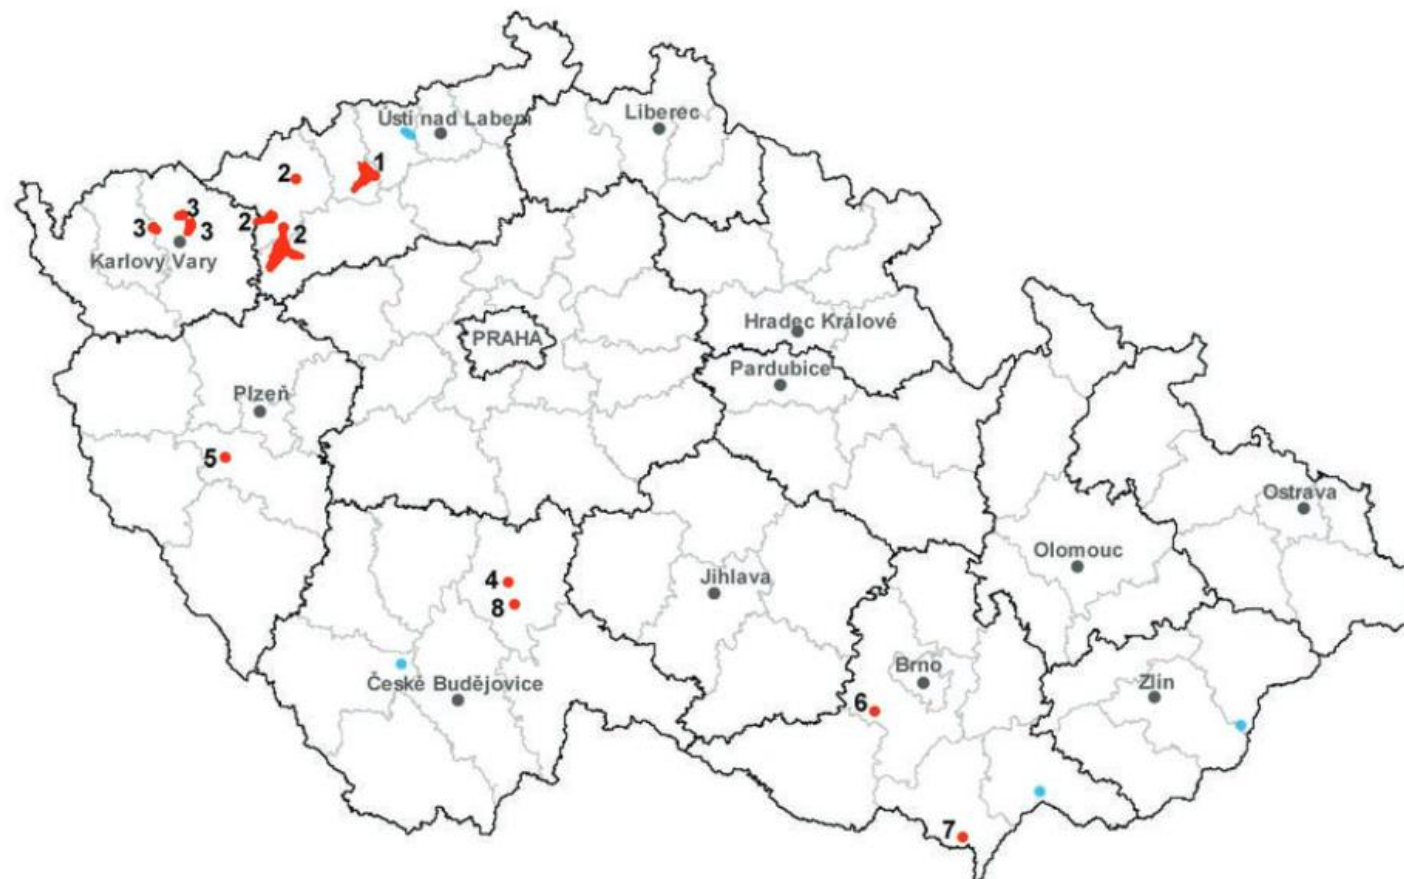 Ústí nad Labem
Liberec
1
2
3
3
3
2
2
Karlovy Vary
PRAHA
Hradec Králové
Pardubice
Plzeň
5
Ostrava
Olomouc
4
Jihlava
8
Brno
České Budějovice
Zlín
6
7